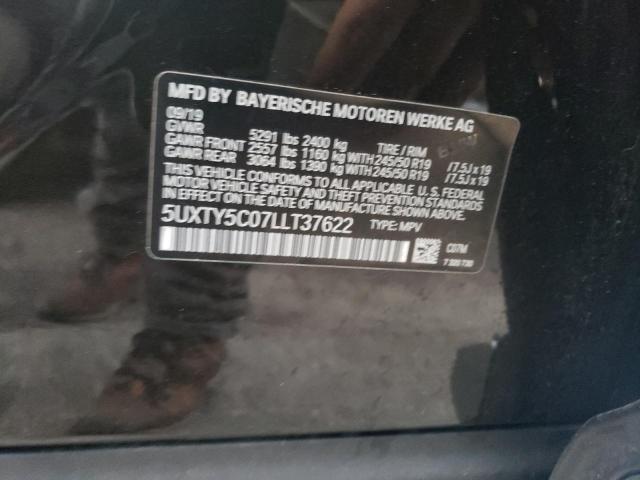 MFD BY BAYERISCHE MOTOREN WERKE AG
09/19
GVWR 5291 lbs 2400 kg TIRE / RIM
GAWR FRONT 2557 lbs 1160 kg WITH 245/50 R19 /7.5J x 19
GAWR REAR 3064 lbs 1390 kg WITH 245/50 R19 /7.5J x 19
THIS VEHICLE CONFORMS TO ALL APPLICABLE U.S. FEDERAL
MOTOR VEHICLE SAFETY AND THEFT PREVENTION STANDARDS
IN EFFECT ON THE DATE OF MANUFACTURE SHOWN ABOVE.
5UXTY5C07LLT37622 TYPE: MPV
C07M